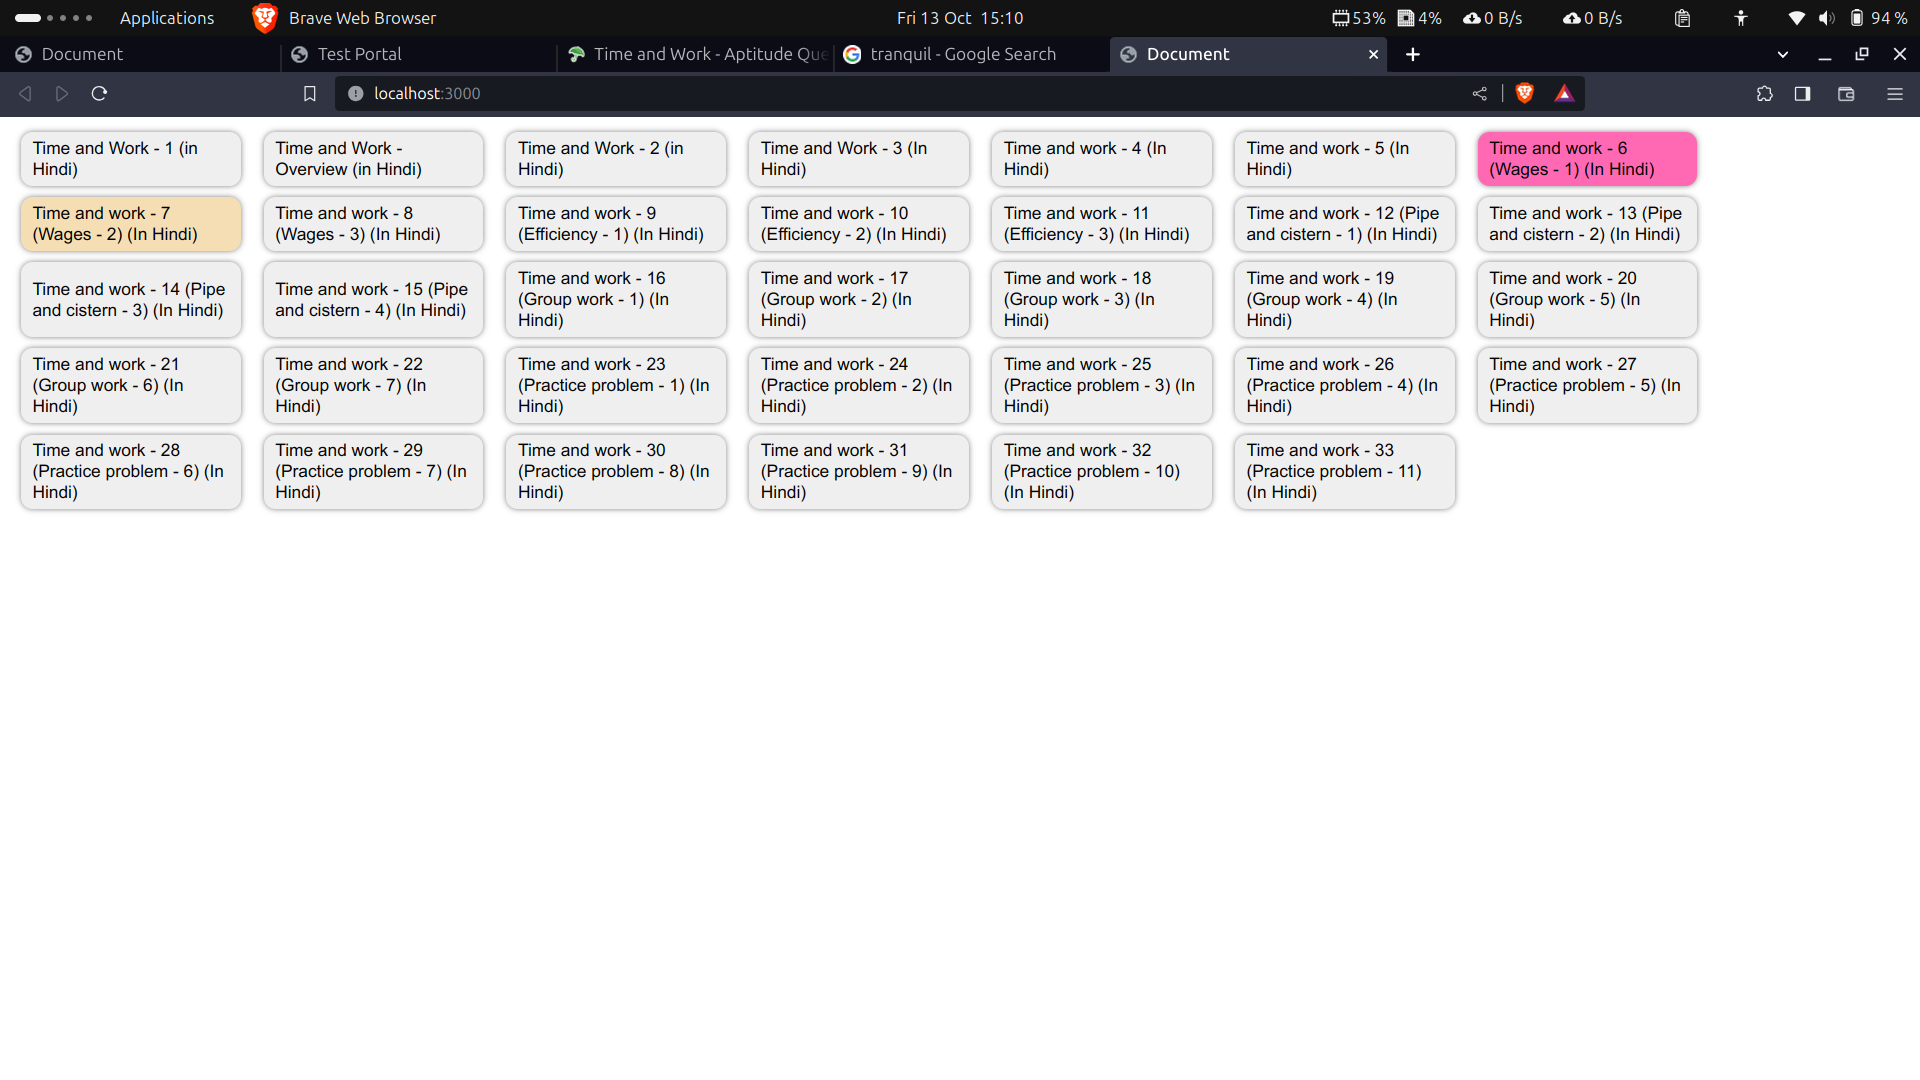 Applications Brave Web Browser Fri 13 Oct 15:10 53% 4% 0 B/s 0 B/s 94 %
Document Test Portal Time and Work - Aptitude Que tranquil - Google Search Document
localhost:3000
Time and Work - 1 (in
Hindi)
Time and Work -
Overview (in Hindi)
Time and Work - 2 (in
Hindi)
Time and Work - 3 (In
Hindi)
Time and work - 4 (In
Hindi)
Time and work - 5 (In
Hindi)
Time and work - 6
(Wages - 1) (In Hindi)
Time and work - 7
(Wages - 2) (In Hindi)
Time and work - 8
(Wages - 3) (In Hindi)
Time and work - 9
(Efficiency - 1) (In Hindi)
Time and work - 10
(Efficiency - 2) (In Hindi)
Time and work - 11
(Efficiency - 3) (In Hindi)
Time and work - 12 (Pipe
and cistern - 1) (In Hindi)
Time and work - 13 (Pipe
and cistern - 2) (In Hindi)
Time and work - 14 (Pipe
and cistern - 3) (In Hindi)
Time and work - 15 (Pipe
and cistern - 4) (In Hindi)
Time and work - 16
(Group work - 1) (In
Hindi)
Time and work - 17
(Group work - 2) (In
Hindi)
Time and work - 18
(Group work - 3) (In
Hindi)
Time and work - 19
(Group work - 4) (In
Hindi)
Time and work - 20
(Group work - 5) (In
Hindi)
Time and work - 21
(Group work - 6) (In
Hindi)
Time and work - 22
(Group work - 7) (In
Hindi)
Time and work - 23
(Practice problem - 1) (In
Hindi)
Time and work - 24
(Practice problem - 2) (In
Hindi)
Time and work - 25
(Practice problem - 3) (In
Hindi)
Time and work - 26
(Practice problem - 4) (In
Hindi)
Time and work - 27
(Practice problem - 5) (In
Hindi)
Time and work - 28
(Practice problem - 6) (In
Hindi)
Time and work - 29
(Practice problem - 7) (In
Hindi)
Time and work - 30
(Practice problem - 8) (In
Hindi)
Time and work - 31
(Practice problem - 9) (In
Hindi)
Time and work - 32
(Practice problem - 10)
(In Hindi)
Time and work - 33
(Practice problem - 11)
(In Hindi)